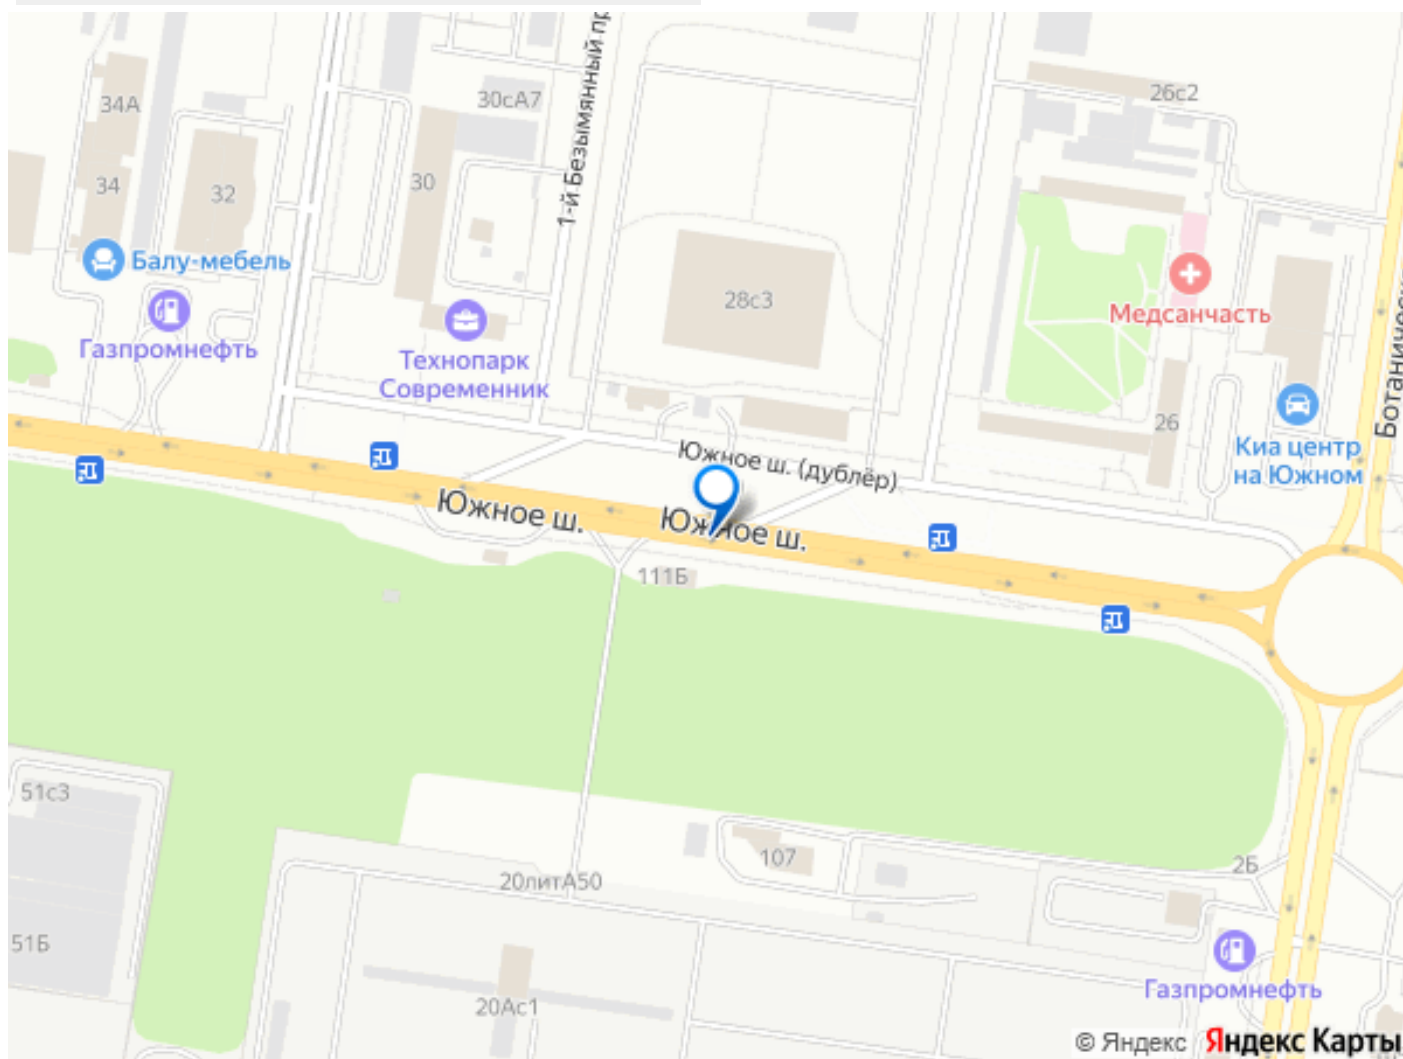 34А
30сА7
1-й Безымянный пр
26с2
34
32
30
Балу-мебель
28с3
Медсанчасть
Газпромнефть
Технопарк
Современник
Ботаническ
26
Киа центр
на Южном
Южное ш. (дублёр)
Южное ш.
Южное ш.
111Б
51с3
107
2Б
20литА50
51Б
20Ас1
Газпромнефть
© Яндекс Яндекс Карты